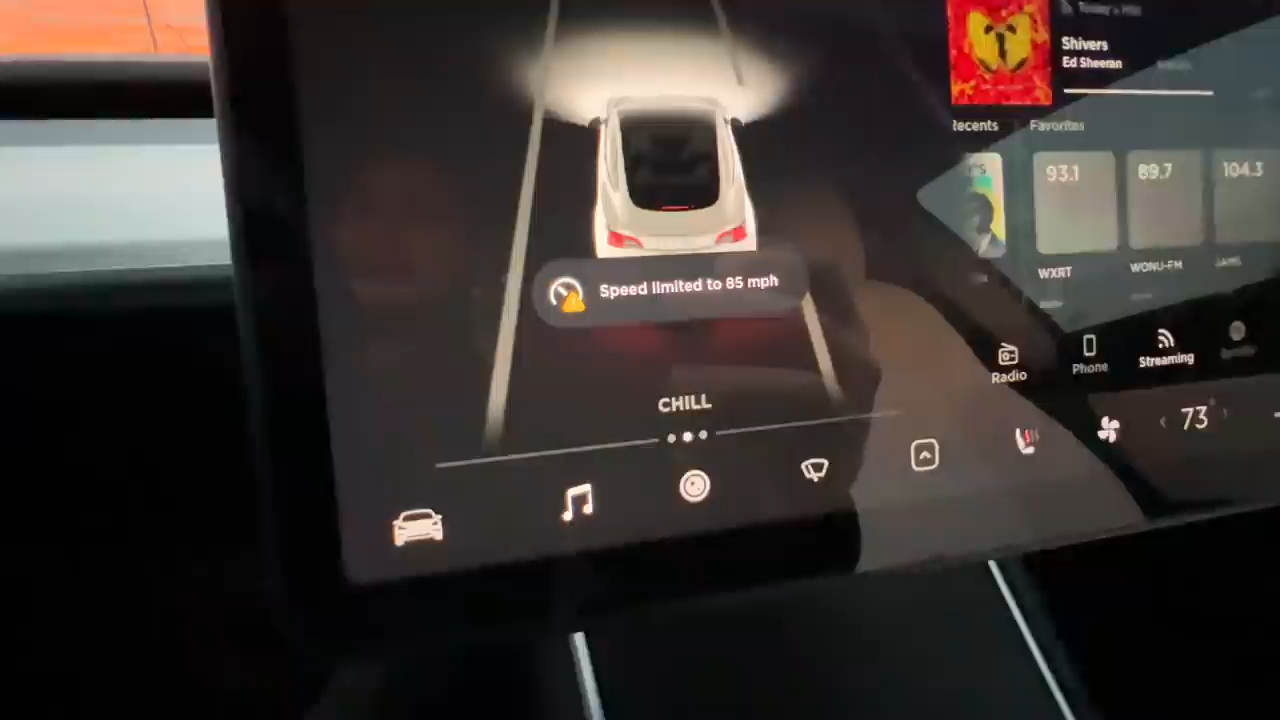 Shivers
Ed Sheeran
Recents Favorites
93.1 89.7 104.3
WXRT WONU-FM
Speed limited to 85 mph
Radio Phone Streaming
CHILL
73